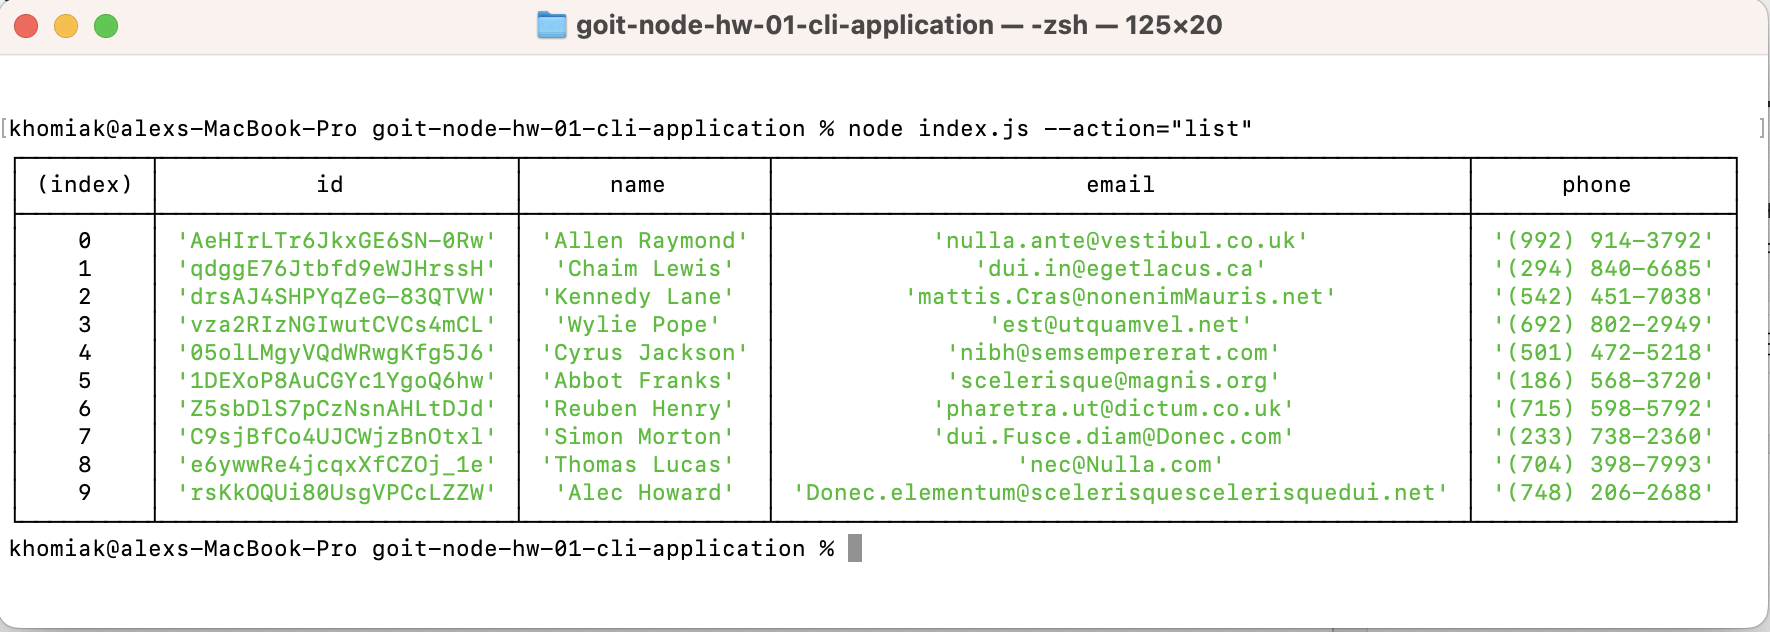 goit-node-hw-01-cli-application — -zsh — 125×20
[khomiak@alexs-MacBook-Pro goit-node-hw-01-cli-application % node index.js --action="list" ]
(index) id name email phone
0 'AeHIrLTr6JkxGE6SN-0Rw' 'Allen Raymond' 'nulla.ante@vestibul.co.uk' '(992) 914-3792'
1 'qdggE76Jtbfd9eWJHrssH' 'Chaim Lewis' 'dui.in@egetlacus.ca' '(294) 840-6685'
2 'drsAJ4SHPYqZeG-83QTVW' 'Kennedy Lane' 'mattis.Cras@nonenimMauris.net' '(542) 451-7038'
3 'vza2RIzNGIwutCVCs4mCL' 'Wylie Pope' 'est@utquamvel.net' '(692) 802-2949'
4 '05olLMgyVQdWRwgKfg5J6' 'Cyrus Jackson' 'nibh@semsempererat.com' '(501) 472-5218'
5 '1DEXoP8AuCGYc1YgoQ6hw' 'Abbot Franks' 'scelerisque@magnis.org' '(186) 568-3720'
6 'Z5sbDlS7pCzNsnAHLtDJd' 'Reuben Henry' 'pharetra.ut@dictum.co.uk' '(715) 598-5792'
7 'C9sjBfCo4UJCWjzBnOtxl' 'Simon Morton' 'dui.Fusce.diam@Donec.com' '(233) 738-2360'
8 'e6ywwRe4jcqxXfCZOj_1e' 'Thomas Lucas' 'nec@Nulla.com' '(704) 398-7993'
9 'rsKkOQUi80UsgVPCcLZZW' 'Alec Howard' 'Donec.elementum@scelerisquescelerisquedui.net' '(748) 206-2688'
khomiak@alexs-MacBook-Pro goit-node-hw-01-cli-application %